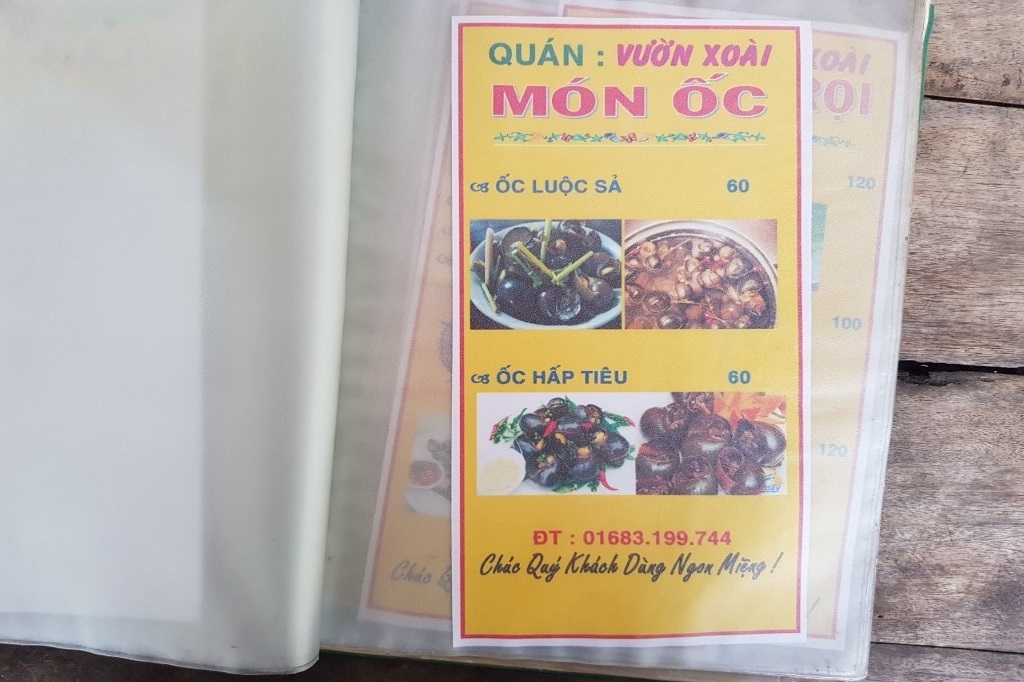 QUÁN : VƯỜN XOÀI
MÓN ỐC
ỐC LUỘC SẢ 60
ỐC HẤP TIÊU 60
ĐT : 01683.199.744
Chúc Quý Khách Dùng Ngon Miệng !
XOÀI
RỌI
120
100
120
Chúc Q